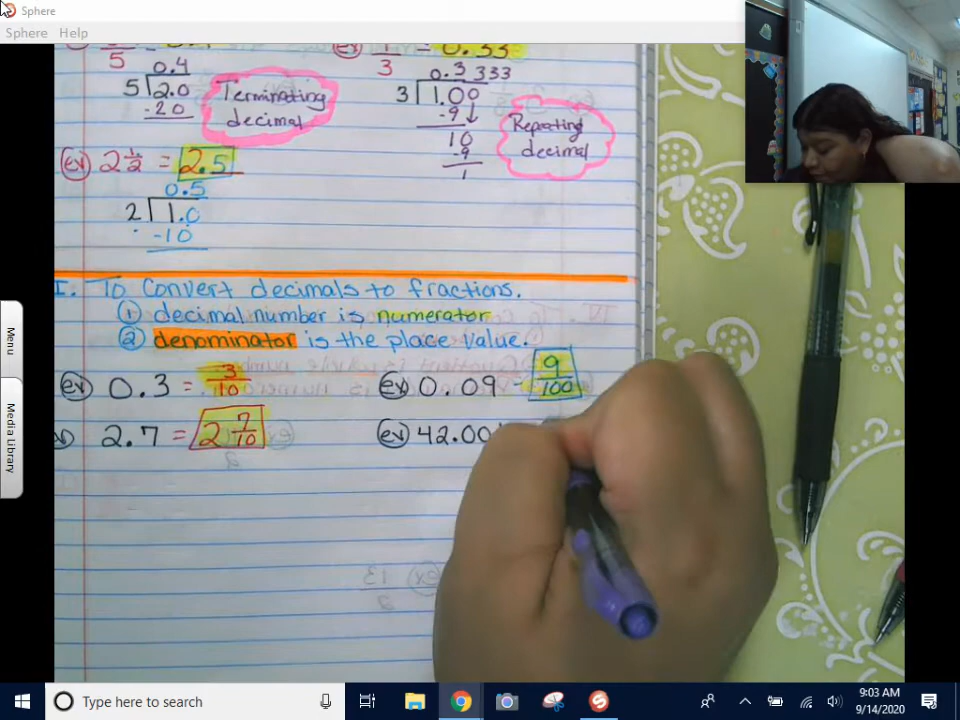 Sphere
Sphere Help
5
0.4
5 2.0
-20
Terminating
decimal
ex 1/3 = 0.33
0.3 333
3 1.00
-9
10
-9
1
Repeating
decimal
ex 2 1/2 = 2.5
0.5
2 1.0
-10
I. To Convert decimals to fractions.
1 decimal number is numerator
2 denominator is the place value.
ex 0.3 = 3/10
ex 0.09 = 9/100
2.7 = 2 7/10
ex 42.00
Menu
Media Library
Type here to search
9:03 AM
9/14/2020